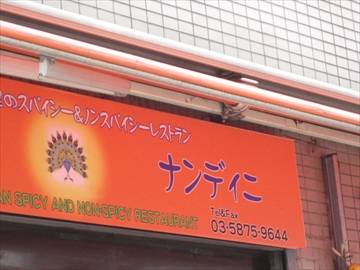 のスパイシー&ノンスパイシーレストラン
ナンディニ
SPICY AND NON-SPICY RESTAURANT
Tel&Fax
03-5875-9644